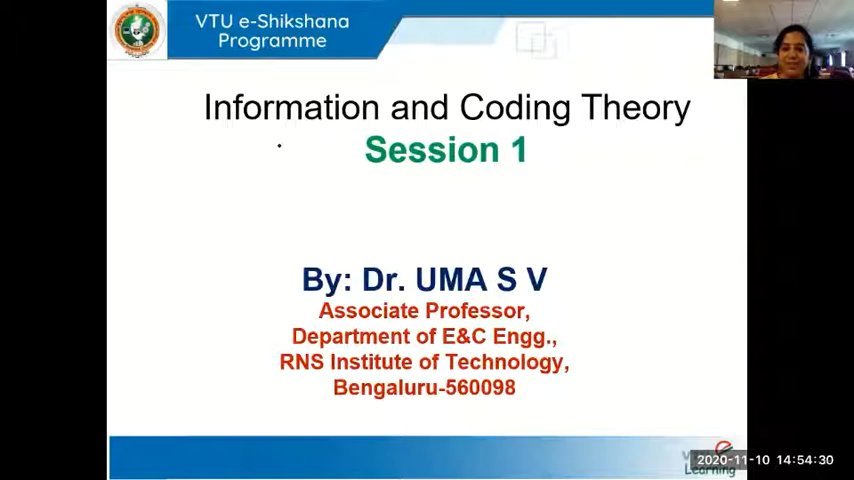 VTU e-Shikshana
Programme
Information and Coding Theory
Session 1
By: Dr. UMA S V
Associate Professor,
Department of E&C Engg.,
RNS Institute of Technology,
Bengaluru-560098
2020-11-10 14:54:30
Learning